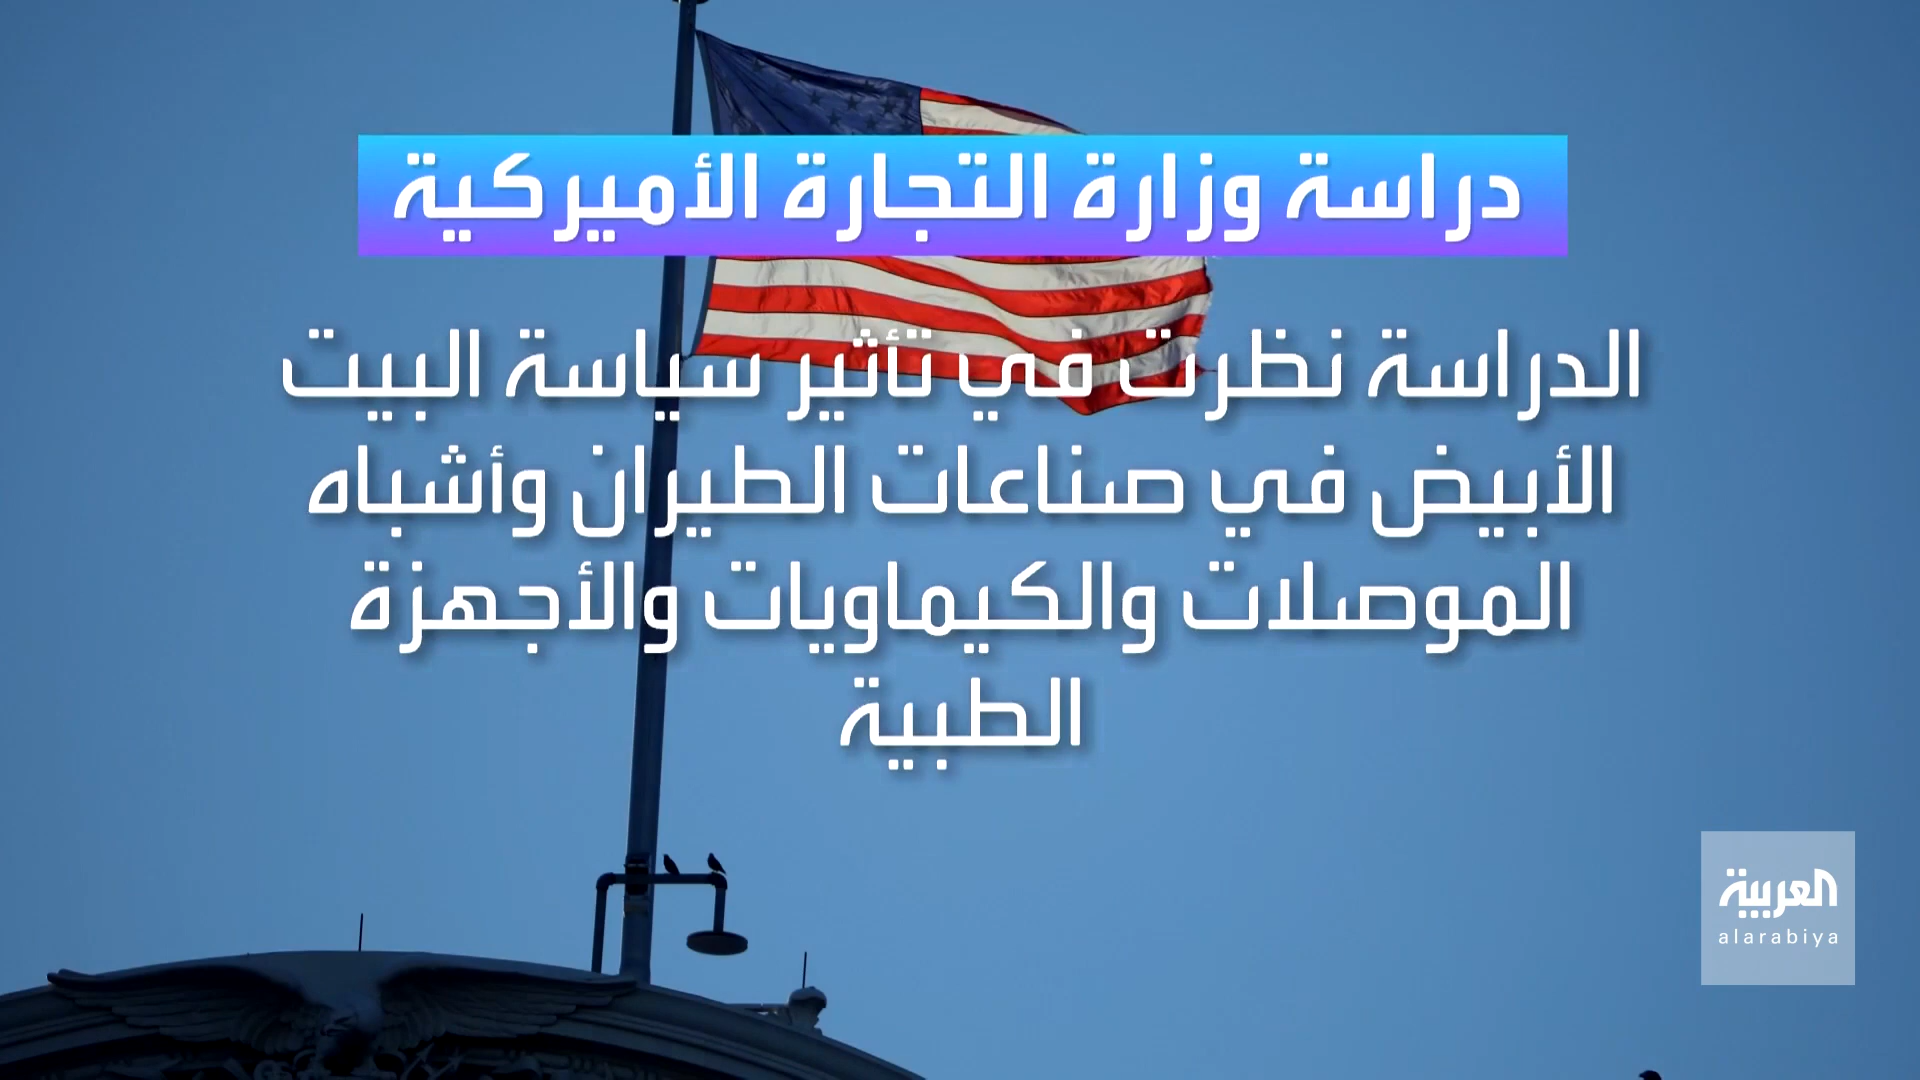 دراسة وزارة التجارة الأميركية
الدراسة نظرت في تأثير سياسة البيت
الأبيض في صناعات الطيران وأشباه
الموصلات والكيماويات والأجهزة
الطبية
العربية
alarabiya